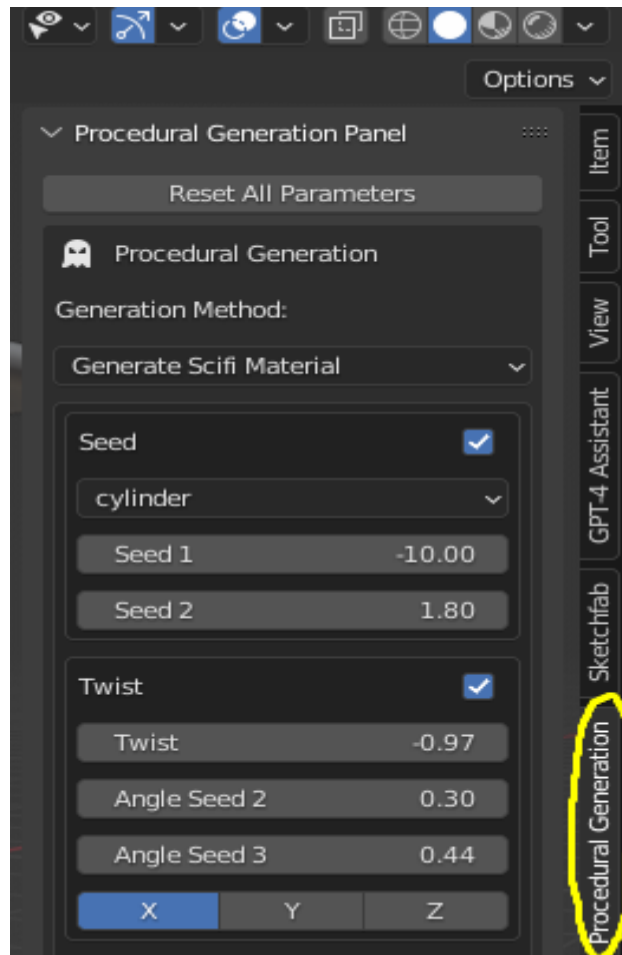 Options
Procedural Generation Panel
Reset All Parameters
Procedural Generation
Generation Method:
Generate Scifi Material
Seed
cylinder
Seed 1 -10.00
Seed 2 1.80
Twist
Twist -0.97
Angle Seed 2 0.30
Angle Seed 3 0.44
X Y Z
Item
Tool
View
GPT-4 Assistant
Sketchfab
Procedural Generation